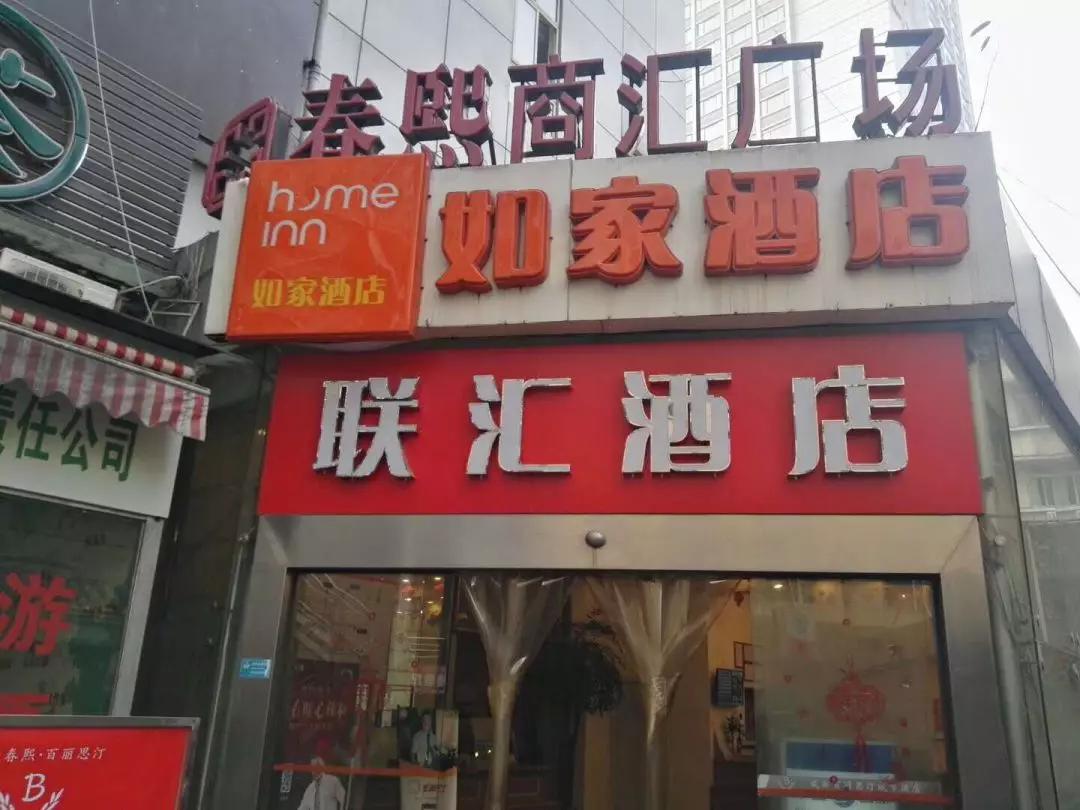 春熙商汇广场
home
inn
如家酒店
如家酒店
联汇酒店
责任公司
游
春熙·百丽思汀
B